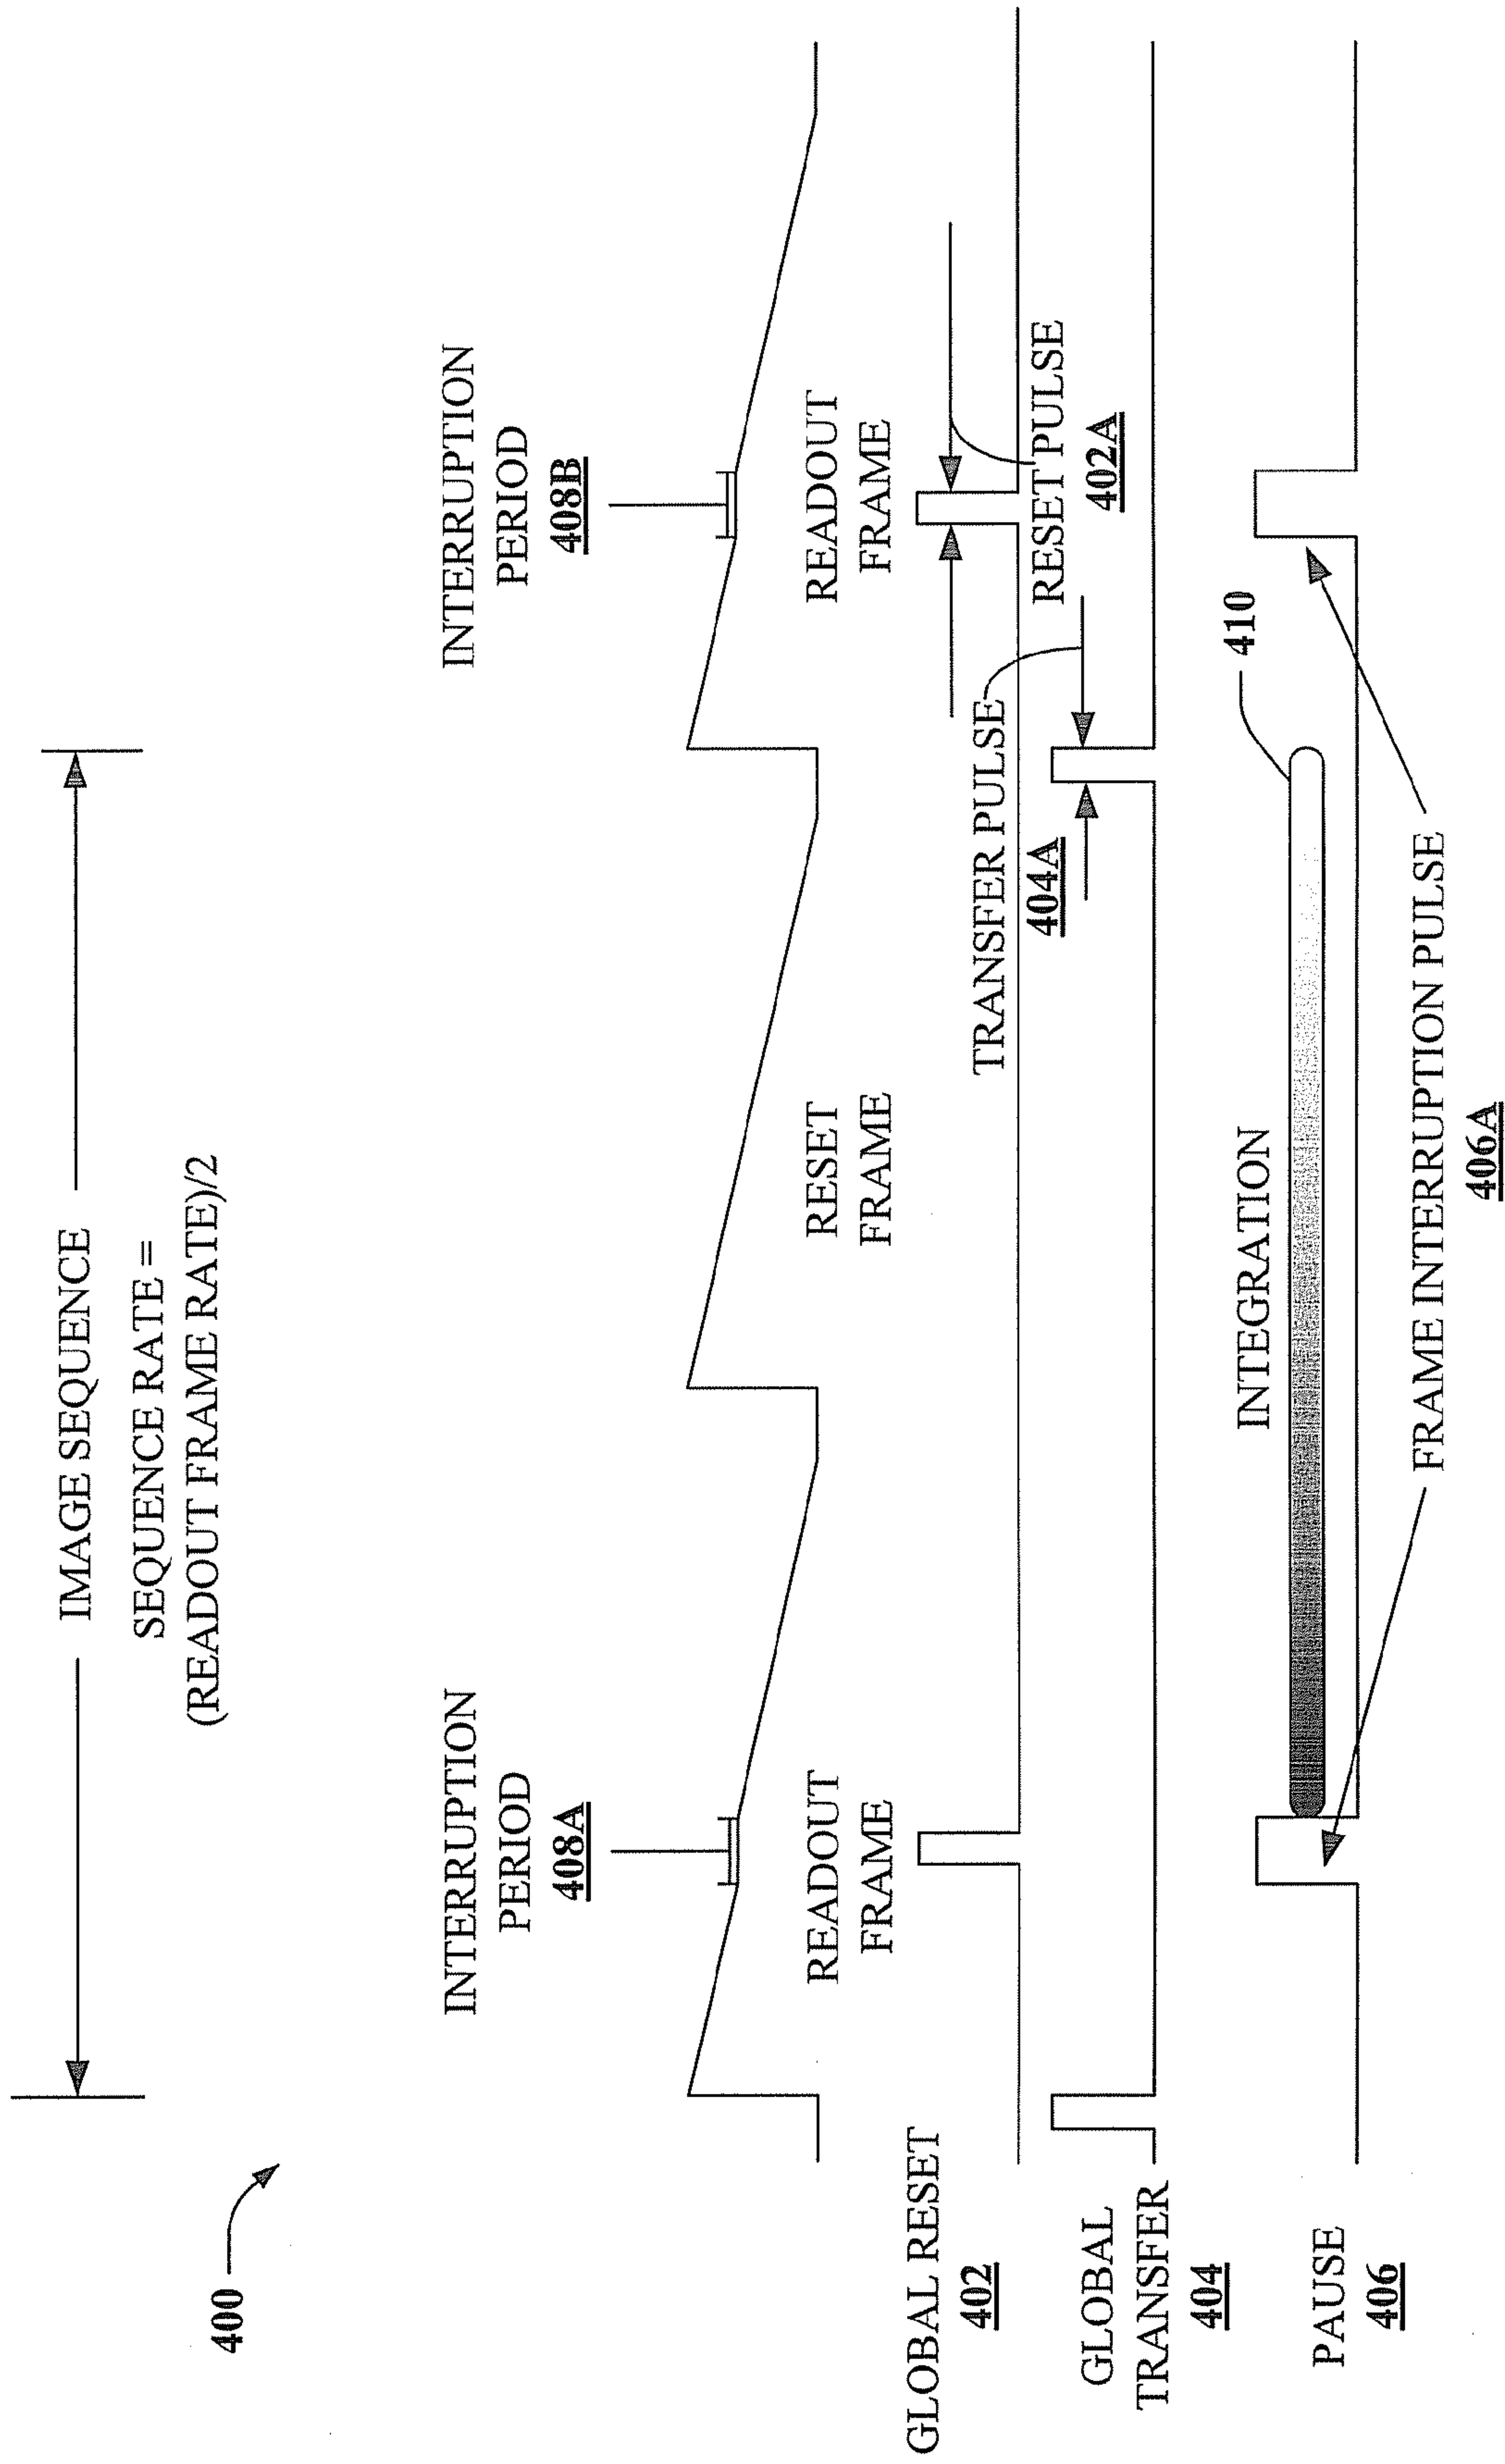 400
IMAGE SEQUENCE
SEQUENCE RATE =
(READOUT FRAME RATE)/2
INTERRUPTION
PERIOD
408A
INTERRUPTION
PERIOD
408B
READOUT
FRAME
RESET
FRAME
READOUT
FRAME
GLOBAL RESET
402
RESET PULSE
402A
TRANSFER PULSE
404A
GLOBAL
TRANSFER
404
INTEGRATION
410
PAUSE
406
FRAME INTERRUPTION PULSE
406A